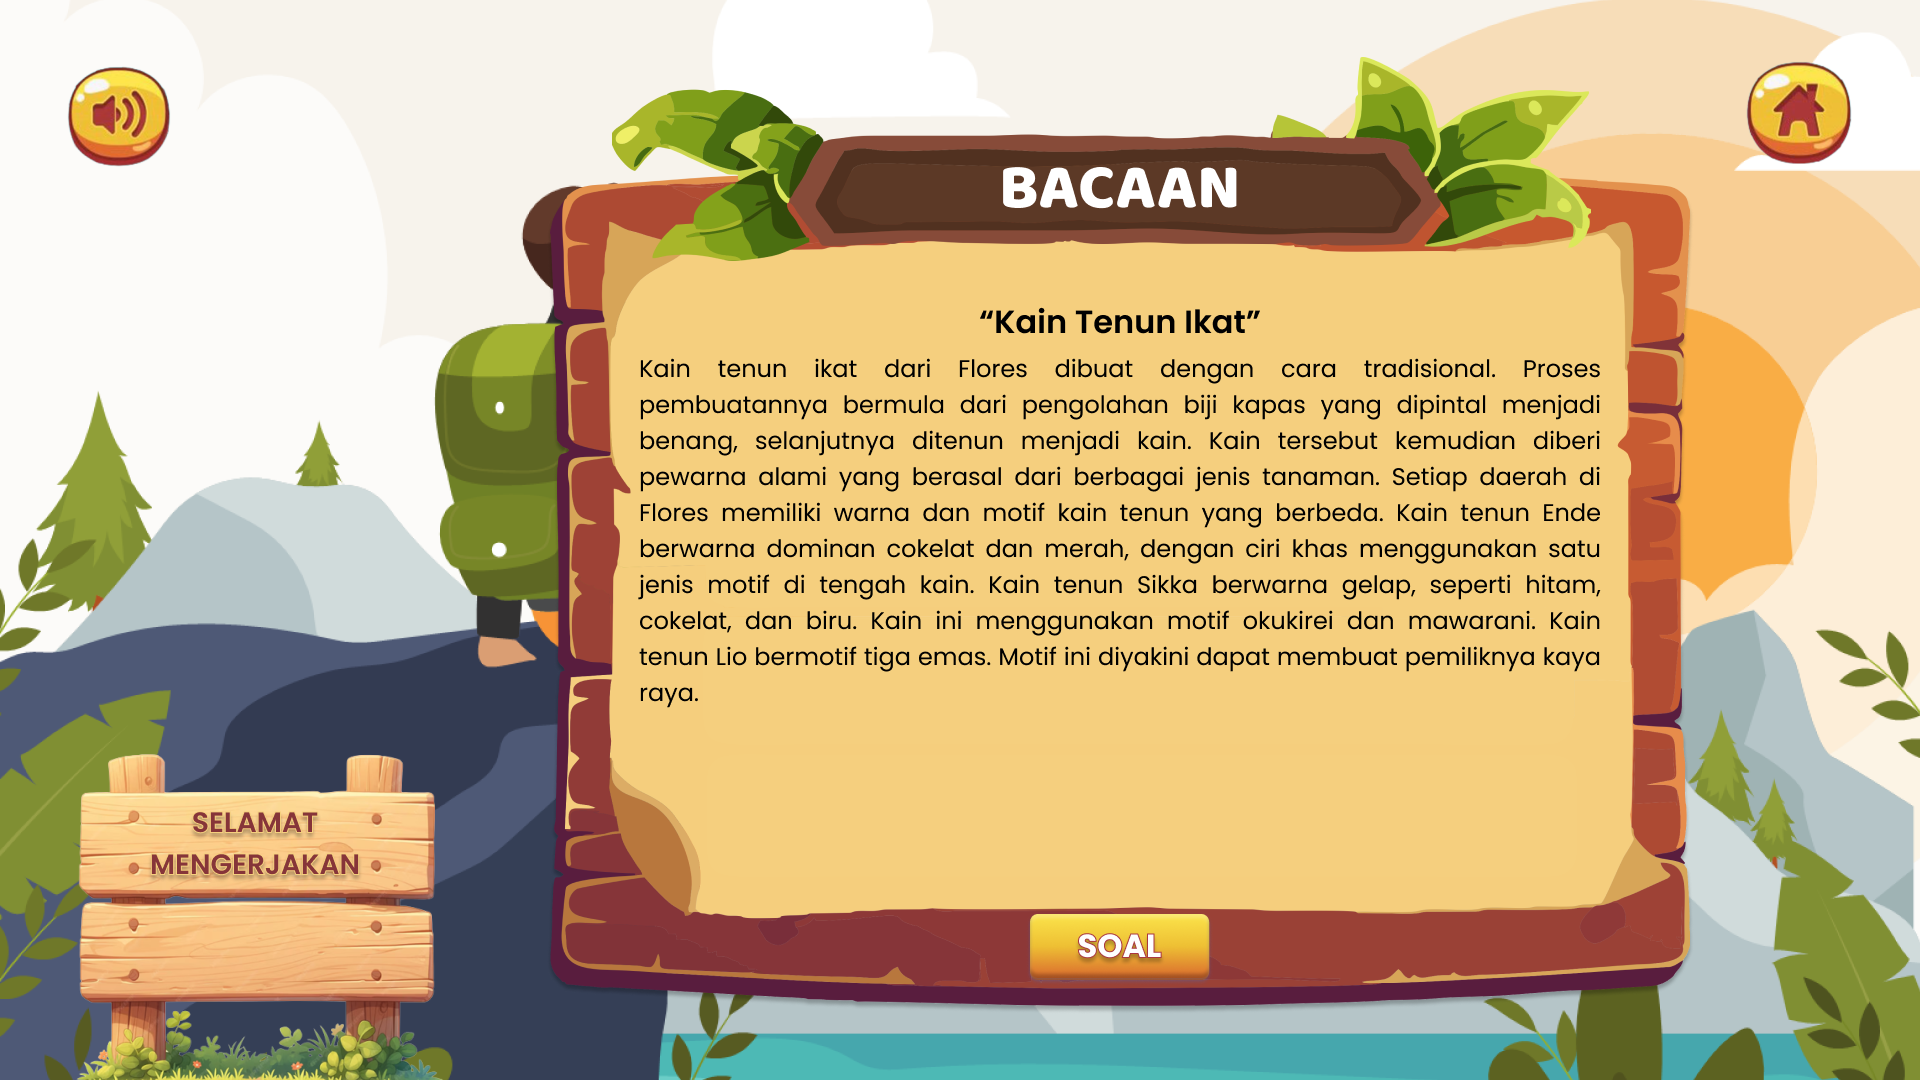 BACAAN
“Kain Tenun Ikat”
Kain tenun ikat dari Flores dibuat dengan cara tradisional. Proses
pembuatannya bermula dari pengolahan biji kapas yang dipintal menjadi
benang, selanjutnya ditenun menjadi kain. Kain tersebut kemudian diberi
pewarna alami yang berasal dari berbagai jenis tanaman. Setiap daerah di
Flores memiliki warna dan motif kain tenun yang berbeda. Kain tenun Ende
berwarna dominan cokelat dan merah, dengan ciri khas menggunakan satu
jenis motif di tengah kain. Kain tenun Sikka berwarna gelap, seperti hitam,
cokelat, dan biru. Kain ini menggunakan motif okukirei dan mawarani. Kain
tenun Lio bermotif tiga emas. Motif ini diyakini dapat membuat pemiliknya kaya
raya.
SELAMAT
MENGERJAKAN
SOAL